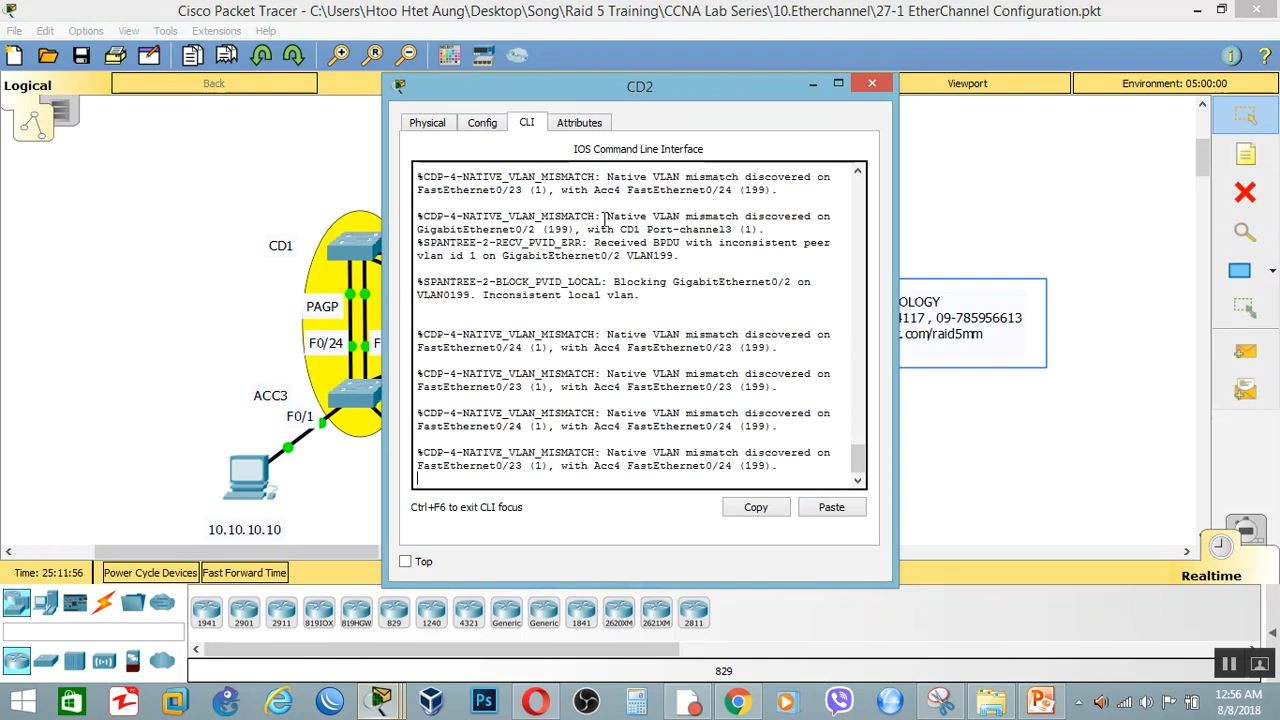 Cisco Packet Tracer - C:\Users\Htoo Htet Aung\Desktop\Song\Raid 5 Training\CCNA Lab Series\10.Etherchannel\27-1 EtherChannel Configuration.pkt
File Edit Options View Tools Extensions Help
Logical
Back
Viewport
Environment: 05:00:00
CD2
Physical Config CLI Attributes
IOS Command Line Interface
%CDP-4-NATIVE_VLAN_MISMATCH: Native VLAN mismatch discovered on
FastEthernet0/23 (1), with Acc4 FastEthernet0/24 (199).
%CDP-4-NATIVE_VLAN_MISMATCH: Native VLAN mismatch discovered on
GigabitEthernet0/2 (199), with CD1 Port-channel3 (1).
%SPANTREE-2-RECV_PVID_ERR: Received BPDU with inconsistent peer
vlan id 1 on GigabitEthernet0/2 VLAN199.
%SPANTREE-2-BLOCK_PVID_LOCAL: Blocking GigabitEthernet0/2 on
VLAN0199. Inconsistent local vlan.
%CDP-4-NATIVE_VLAN_MISMATCH: Native VLAN mismatch discovered on
FastEthernet0/24 (1), with Acc4 FastEthernet0/23 (199).
%CDP-4-NATIVE_VLAN_MISMATCH: Native VLAN mismatch discovered on
FastEthernet0/23 (1), with Acc4 FastEthernet0/24 (199).
%CDP-4-NATIVE_VLAN_MISMATCH: Native VLAN mismatch discovered on
FastEthernet0/24 (1), with Acc4 FastEthernet0/23 (199).
%CDP-4-NATIVE_VLAN_MISMATCH: Native VLAN mismatch discovered on
FastEthernet0/23 (1), with Acc4 FastEthernet0/24 (199).
Ctrl+F6 to exit CLI focus
Copy
Paste
Top
CD1
PAGP
F0/24
F
ACC3
F0/1
10.10.10.10
OLOGY
4117 , 09-785956613
com/raid5mm
Time: 25:11:56
Power Cycle Devices
Fast Forward Time
Realtime
1941 2901 2911 819IOX 819HGW 829 1240 4321 Generic Generic 1841 2620XM 2621XM 2811
829
12:56 AM
8/8/2018